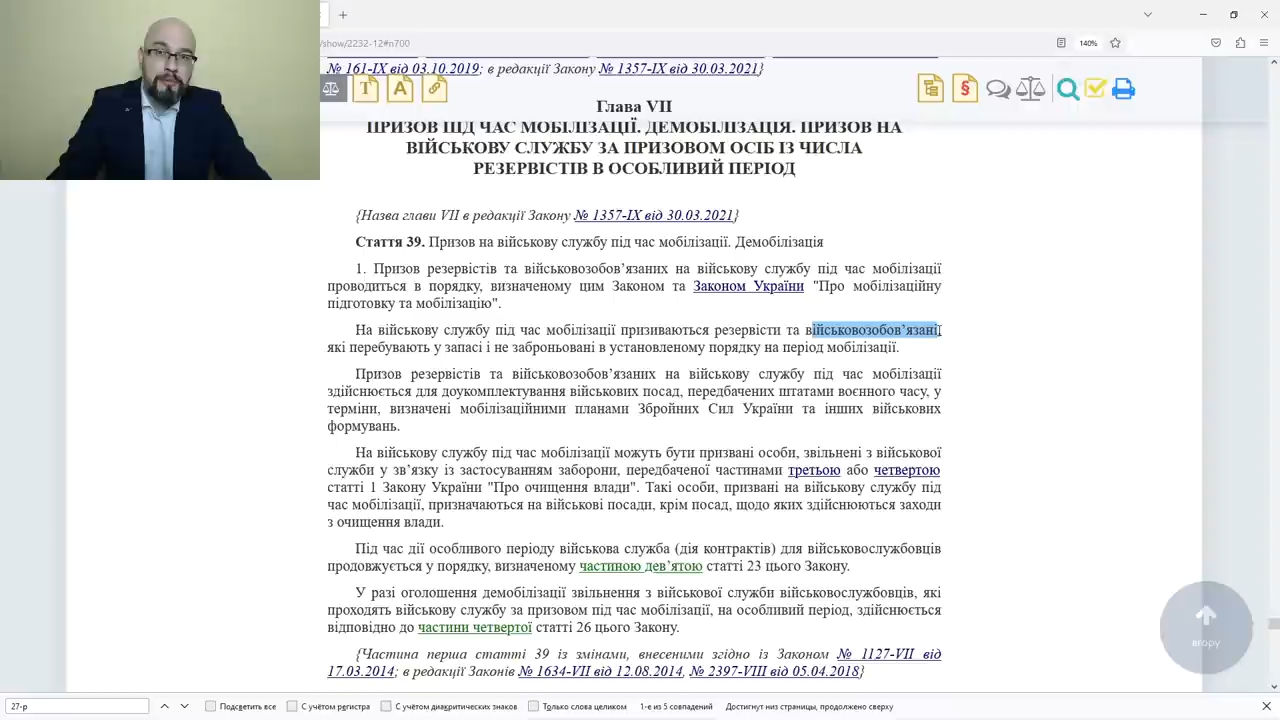 /show/2232-12#n700
140%
№ 161-IX від 03.10.2019; в редакції Закону № 1357-IX від 30.03.2021}
Глава VII
ПРИЗОВ ПІД ЧАС МОБІЛІЗАЦІЇ. ДЕМОБІЛІЗАЦІЯ. ПРИЗОВ НА
ВІЙСЬКОВУ СЛУЖБУ ЗА ПРИЗОВОМ ОСІБ ІЗ ЧИСЛА
РЕЗЕРВІСТІВ В ОСОБЛИВИЙ ПЕРІОД
{Назва глави VII в редакції Закону № 1357-IX від 30.03.2021}
Стаття 39. Призов на військову службу під час мобілізації. Демобілізація
1. Призов резервістів та військовозобов’язаних на військову службу під час мобілізації
проводиться в порядку, визначеному цим Законом та Законом України "Про мобілізаційну
підготовку та мобілізацію".
На військову службу під час мобілізації призиваються резервісти та військовозобов’язані,
які перебувають у запасі і не заброньовані в установленому порядку на період мобілізації.
Призов резервістів та військовозобов’язаних на військову службу під час мобілізації
здійснюється для доукомплектування військових посад, передбачених штатами воєнного часу, у
терміни, визначені мобілізаційними планами Збройних Сил України та інших військових
формувань.
На військову службу під час мобілізації можуть бути призвані особи, звільнені з військової
служби у зв’язку із застосуванням заборони, передбаченої частинами третьою або четвертою
статті 1 Закону України "Про очищення влади". Такі особи, призвані на військову службу під
час мобілізації, призначаються на військові посади, крім посад, щодо яких здійснюються заходи
з очищення влади.
Під час дії особливого періоду військова служба (дія контрактів) для військовослужбовців
продовжується у порядку, визначеному частиною дев’ятою статті 23 цього Закону.
У разі оголошення демобілізації звільнення з військової служби військовослужбовців, які
проходять військову службу за призовом під час мобілізації, на особливий період, здійснюється
відповідно до частини четвертої статті 26 цього Закону.
{Частина перша статті 39 із змінами, внесеними згідно із Законом № 1127-VII від
17.03.2014; в редакції Законів № 1634-VII від 12.08.2014, № 2397-VIII від 05.04.2018}
вгору
27-р
Подсветить все
С учётом регистра
С учётом диакритических знаков
Только слова целиком
1-е из 5 совпадений
Достигнут низ страницы, продолжено сверху